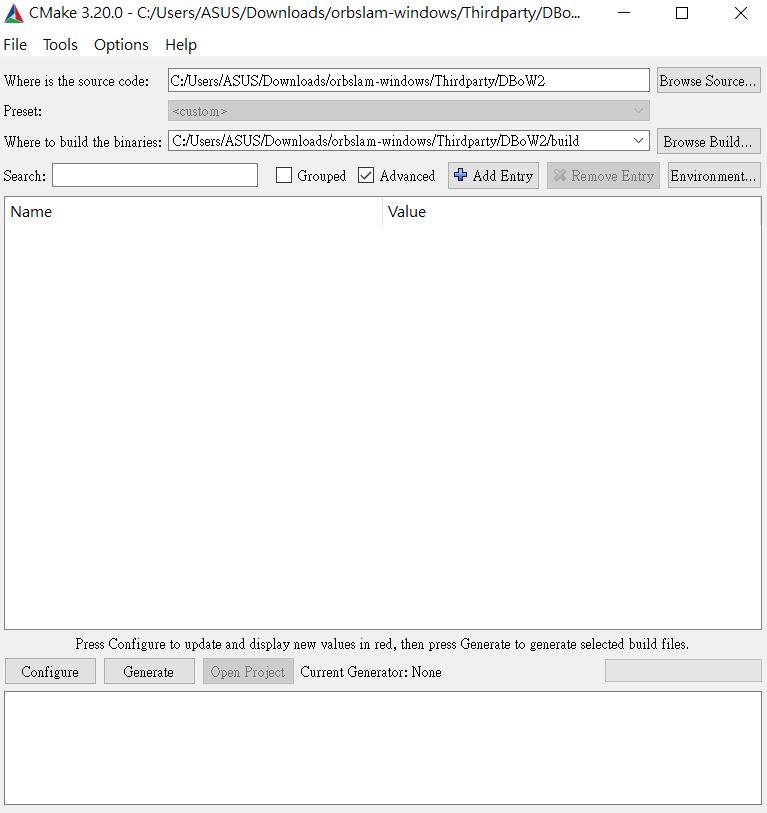 CMake 3.20.0 - C:/Users/ASUS/Downloads/orbslam-windows/Thirdparty/DBo...
File Tools Options Help
Where is the source code: C:/Users/ASUS/Downloads/orbslam-windows/Thirdparty/DBoW2 Browse Source...
Preset: <custom>
Where to build the binaries: C:/Users/ASUS/Downloads/orbslam-windows/Thirdparty/DBoW2/build Browse Build...
Search: Grouped Advanced Add Entry Remove Entry Environment...
Name Value
Press Configure to update and display new values in red, then press Generate to generate selected build files.
Configure Generate Open Project Current Generator: None